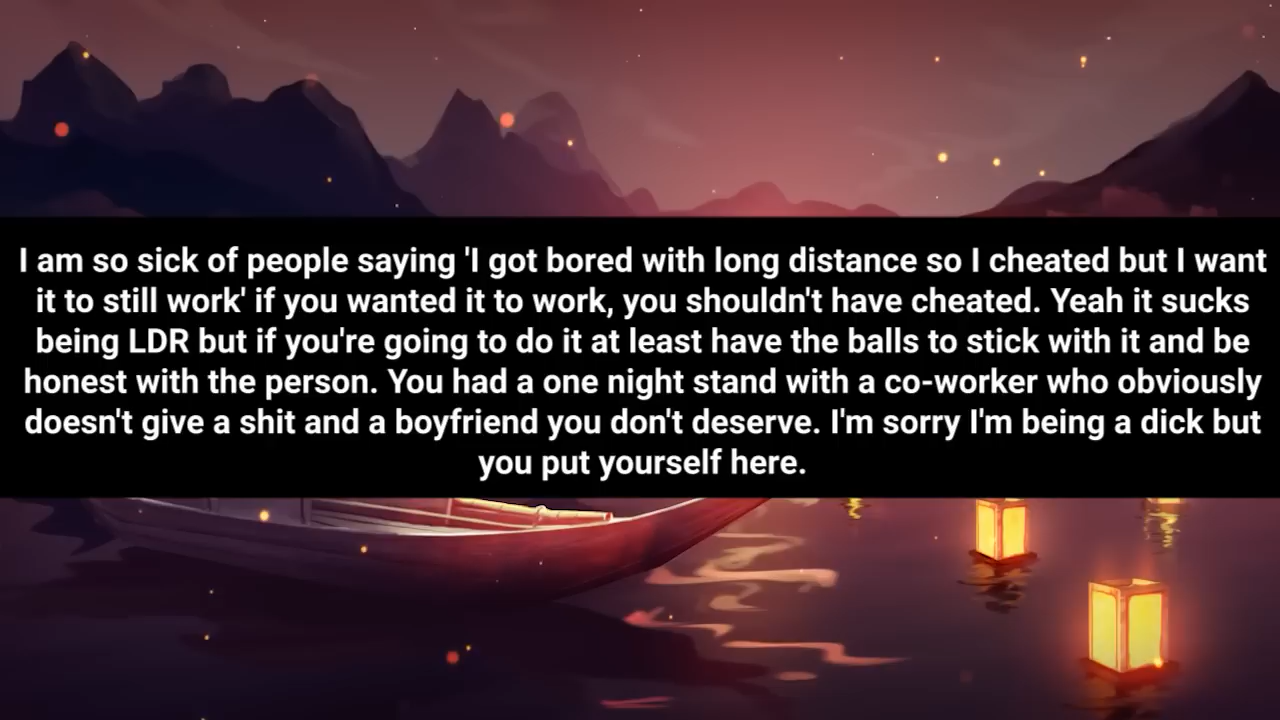 I am so sick of people saying 'I got bored with long distance so I cheated but I want
it to still work' if you wanted it to work, you shouldn't have cheated. Yeah it sucks
being LDR but if you're going to do it at least have the balls to stick with it and be
honest with the person. You had a one night stand with a co-worker who obviously
doesn't give a shit and a boyfriend you don't deserve. I'm sorry I'm being a dick but
you put yourself here.